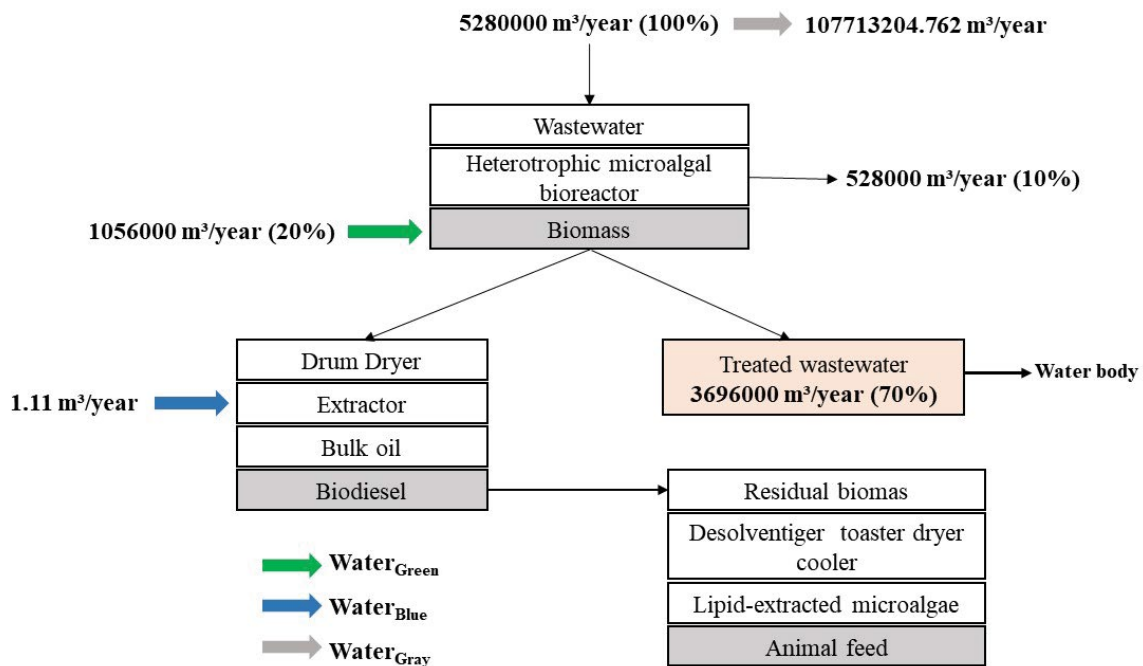 5280000 m³/year (100%)
107713204.762 m³/year
Wastewater
Heterotrophic microalgal
bioreactor
528000 m³/year (10%)
1056000 m³/year (20%)
Biomass
Drum Dryer
Treated wastewater
3696000 m³/year (70%)
Water body
1.11 m³/year
Extractor
Bulk oil
Biodiesel
Residual biomas
Desolventiger toaster dryer
cooler
Lipid-extracted microalgae
Animal feed
WaterGreen
WaterBlue
WaterGray